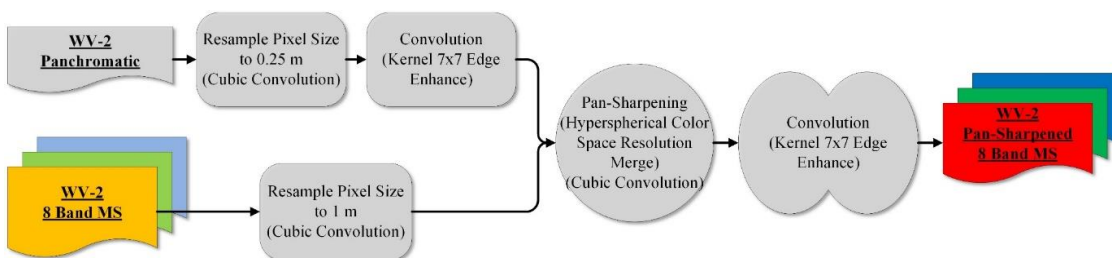 WV-2
Panchromatic
Resample Pixel Size
to 0.25 m
(Cubic Convolution)
Convolution
(Kernel 7x7 Edge
Enhance)
WV-2
8 Band MS
Resample Pixel Size
to 1 m
(Cubic Convolution)
Pan-Sharpening
(Hyperspherical Color
Space Resolution
Merge)
(Cubic Convolution)
Convolution
(Kernel 7x7 Edge
Enhance)
WV-2
Pan-Sharpened
8 Band MS